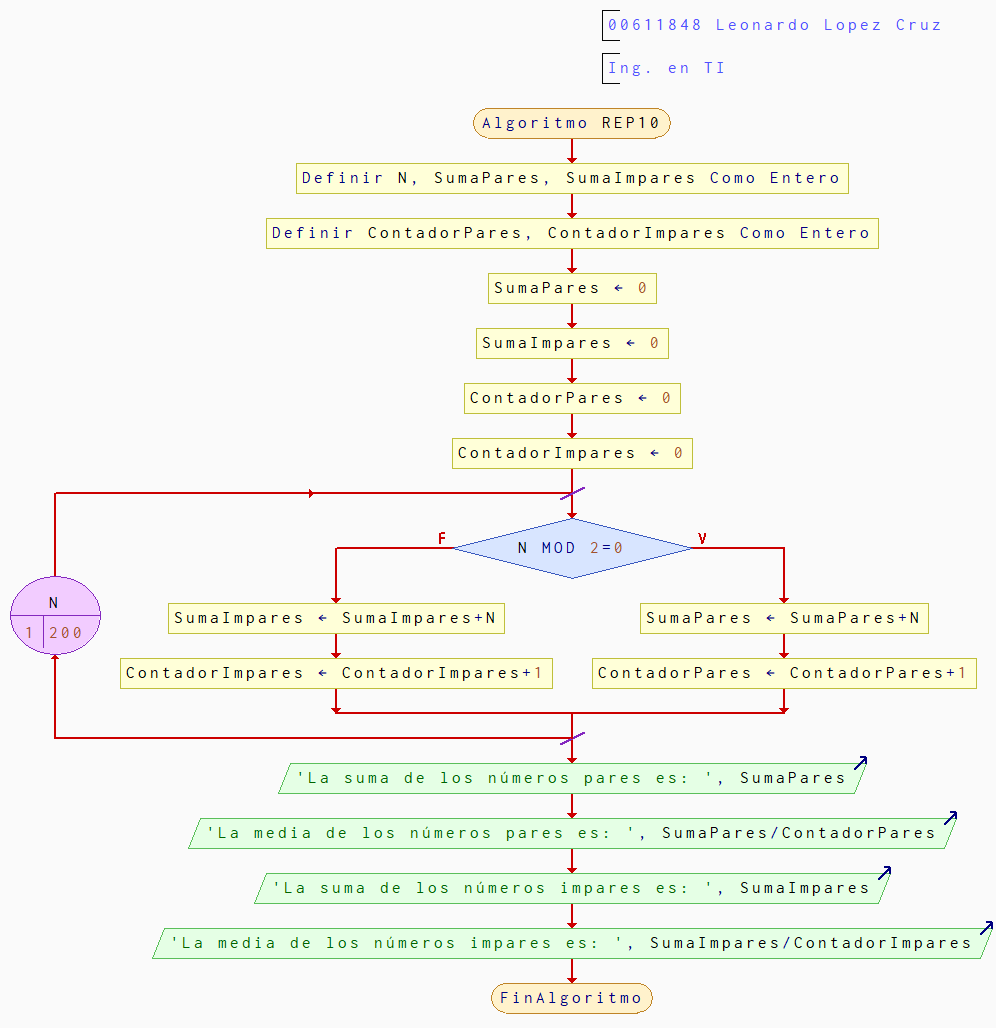 00611848 Leonardo Lopez Cruz
Ing. en TI
Algoritmo REP10
Definir N, SumaPares, SumaImpares Como Entero
Definir ContadorPares, ContadorImpares Como Entero
SumaPares ← 0
SumaImpares ← 0
ContadorPares ← 0
ContadorImpares ← 0
F
V
N MOD 2=0
N
1 200
SumaImpares ← SumaImpares+N
SumaPares ← SumaPares+N
ContadorImpares ← ContadorImpares+1
ContadorPares ← ContadorPares+1
'La suma de los números pares es: ', SumaPares
'La media de los números pares es: ', SumaPares/ContadorPares
'La suma de los números impares es: ', SumaImpares
'La media de los números impares es: ', SumaImpares/ContadorImpares
FinAlgoritmo